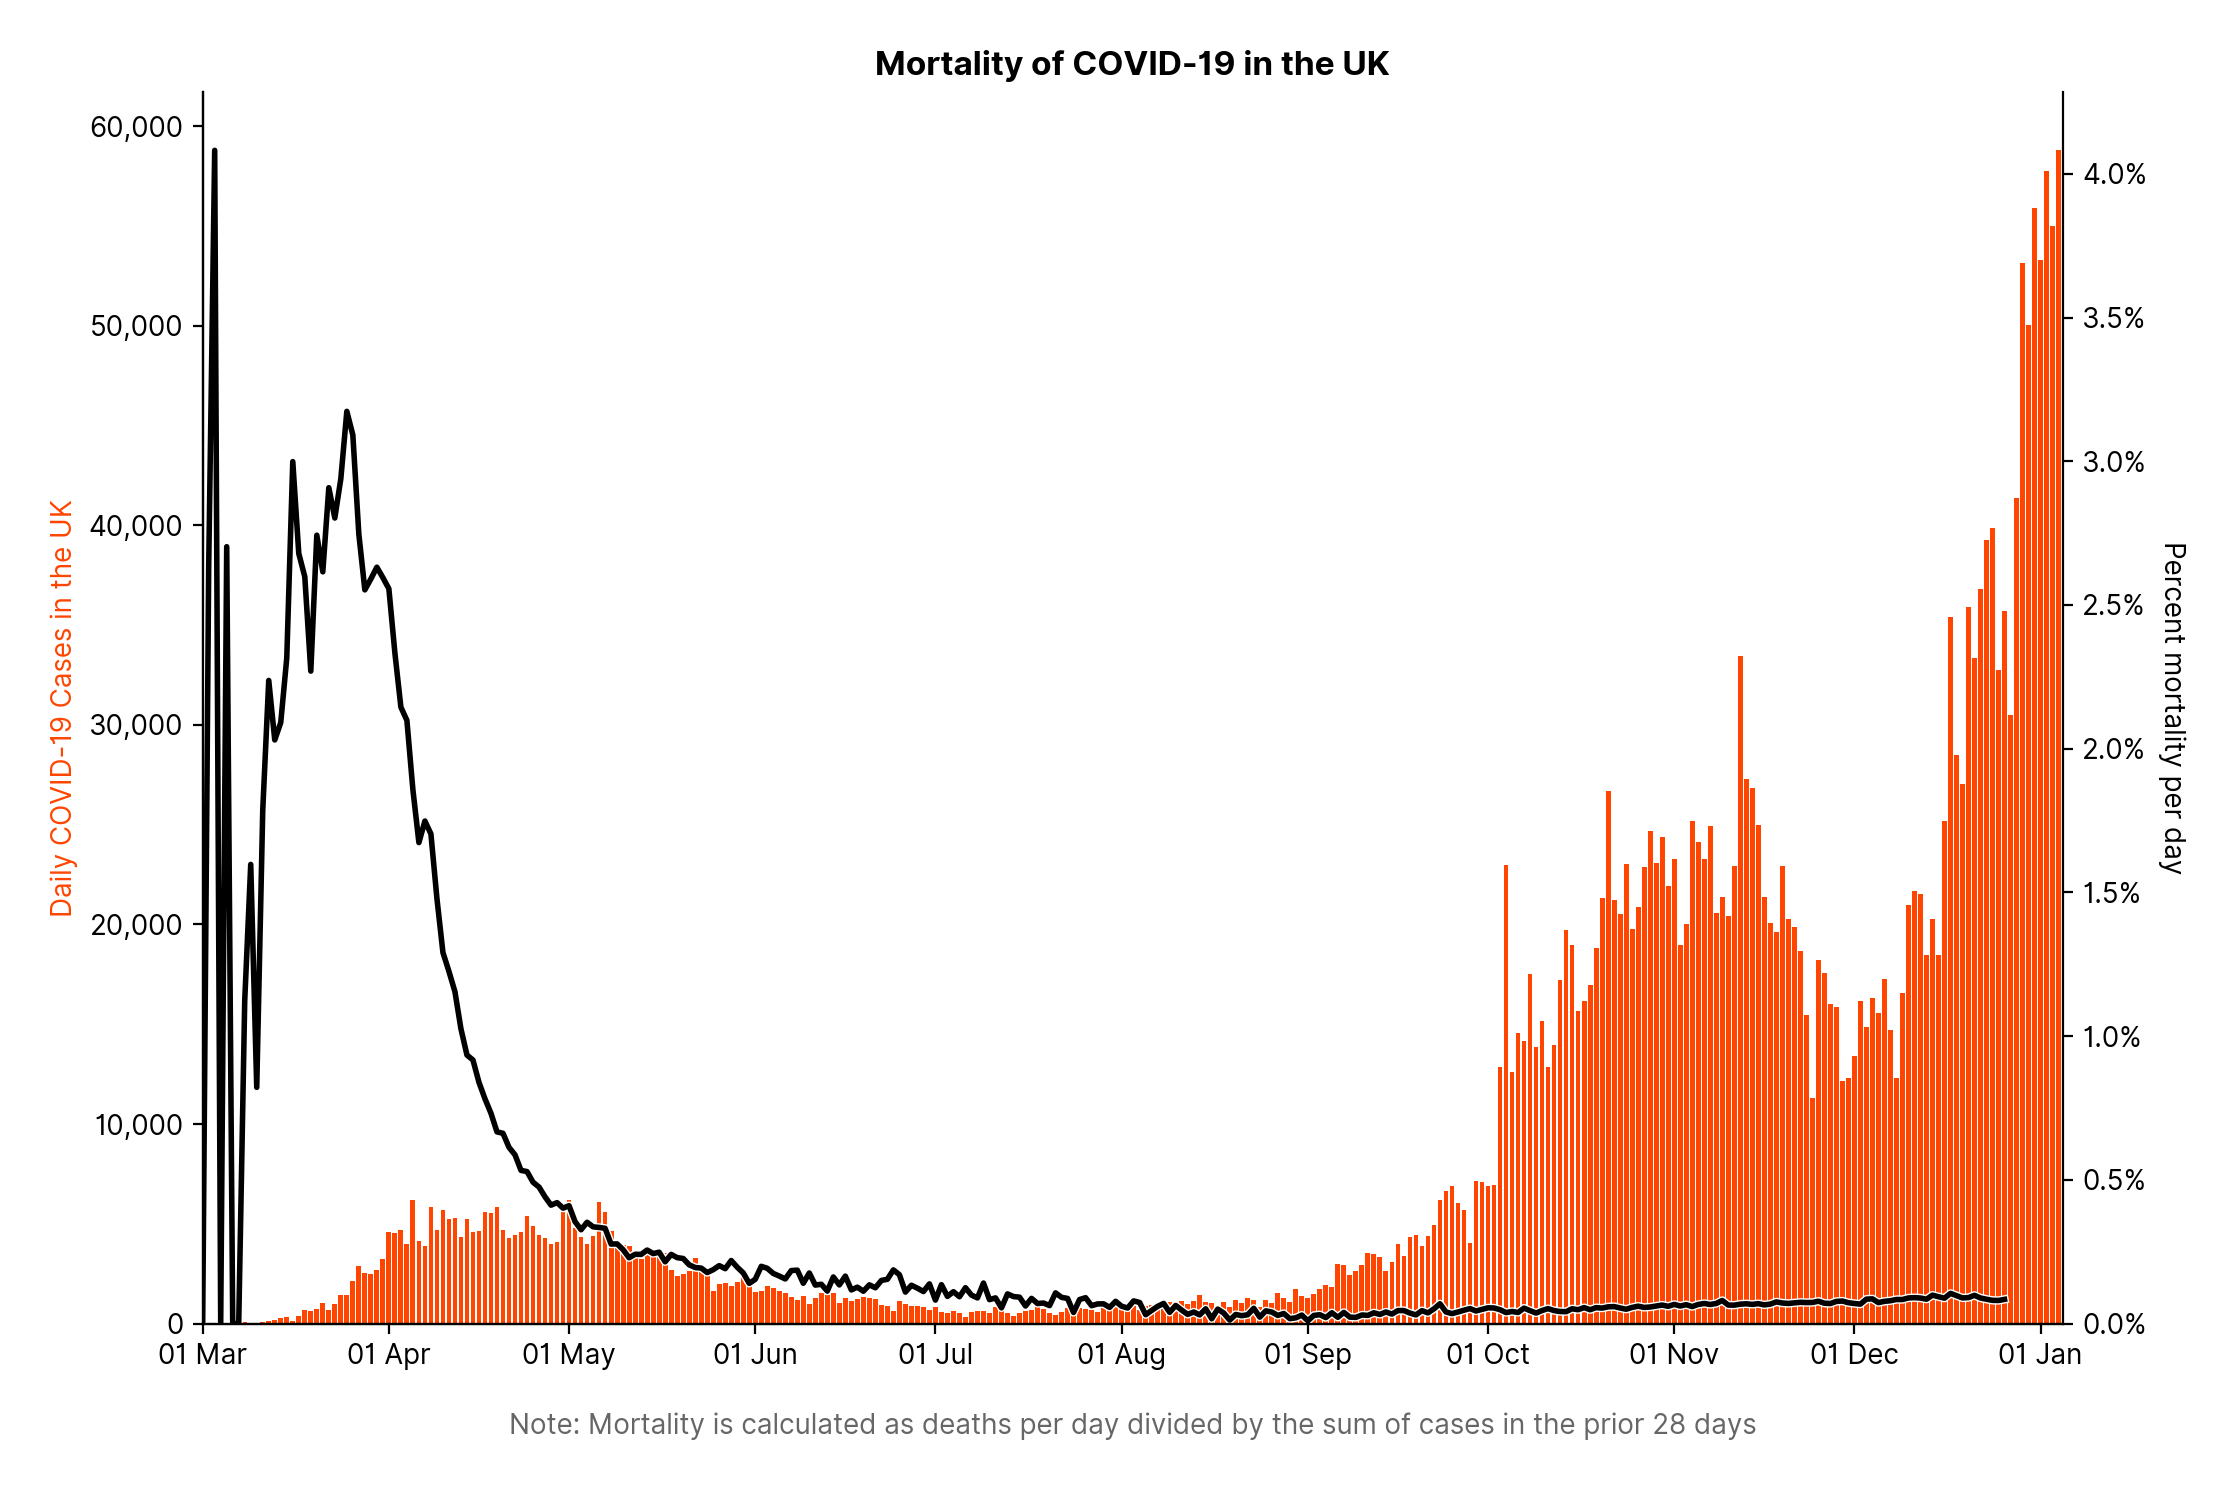 Mortality of COVID-19 in the UK
Daily COVID-19 Cases in the UK
60,000
50,000
40,000
30,000
20,000
10,000
0
4.0%
3.5%
3.0%
2.5%
2.0%
1.5%
1.0%
0.5%
0.0%
Percent mortality per day
01 Mar
01 Apr
01 May
01 Jun
01 Jul
01 Aug
01 Sep
01 Oct
01 Nov
01 Dec
01 Jan
Note: Mortality is calculated as deaths per day divided by the sum of cases in the prior 28 days